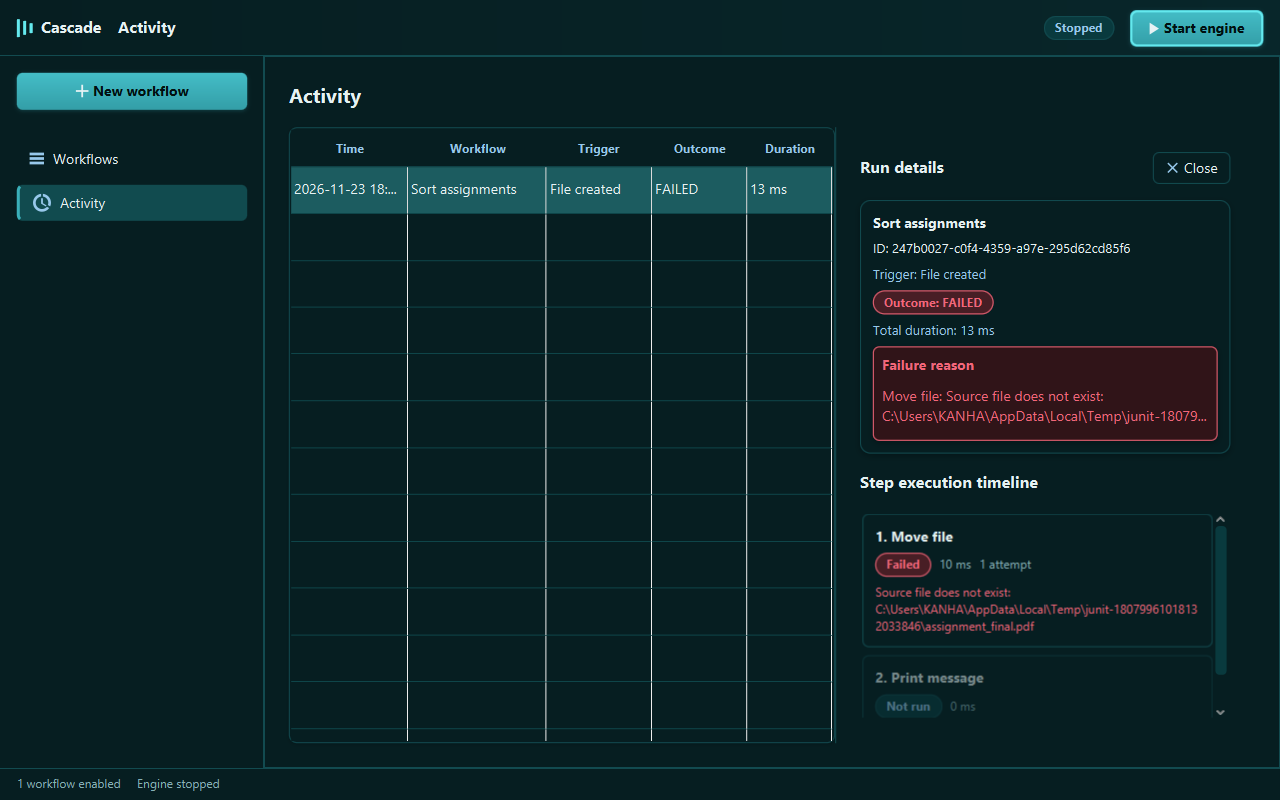 Cascade Activity
Stopped
Start engine
New workflow
Workflows
Activity
Activity
Time Workflow Trigger Outcome Duration
2026-11-23 18:... Sort assignments File created FAILED 13 ms
Run details
Close
Sort assignments
ID: 247b0027-c0f4-4359-a97e-295d62cd85f6
Trigger: File created
Outcome: FAILED
Total duration: 13 ms
Failure reason
Move file: Source file does not exist:
C:\Users\KANHA\AppData\Local\Temp\junit-18079...
Step execution timeline
1. Move file
Failed 10 ms 1 attempt
Source file does not exist:
C:\Users\KANHA\AppData\Local\Temp\junit-1807996101813
2033846\assignment_final.pdf
2. Print message
Not run 0 ms
1 workflow enabled Engine stopped